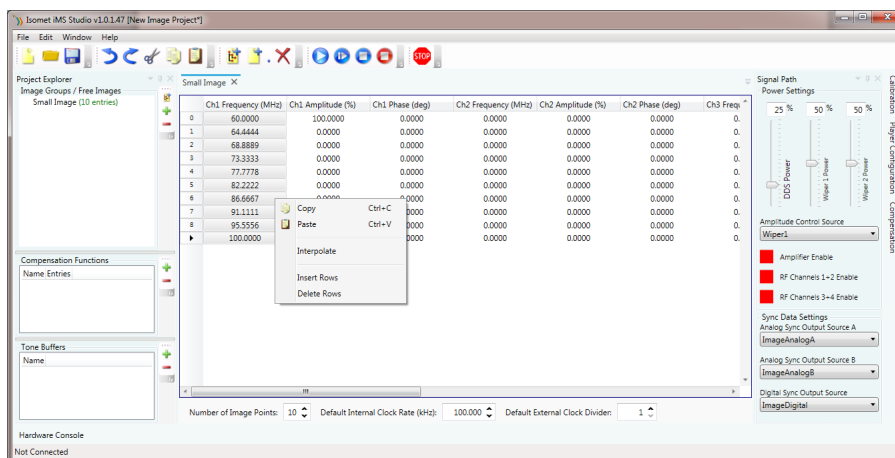 Isomet iMS Studio v1.0.1.47 [New Image Project*]
File Edit Window Help
STOP
Project Explorer
Image Groups / Free Images
Small Image (10 entries)
Compensation Functions
Name Entries
Tone Buffers
Name
Small Image
Ch1 Frequency (MHz) Ch1 Amplitude (%) Ch1 Phase (deg) Ch2 Frequency (MHz) Ch2 Amplitude (%) Ch2 Phase (deg) Ch3 Frequ
0 60.0000 100.0000 0.0000 0.0000 0.0000 0.0000 0.
1 64.4444 0.0000 0.0000 0.0000 0.0000 0.0000 0.
2 68.8889 0.0000 0.0000 0.0000 0.0000 0.0000 0.
3 73.3333 0.0000 0.0000 0.0000 0.0000 0.0000 0.
4 77.7778 0.0000 0.0000 0.0000 0.0000 0.0000 0.
5 82.2222 0.0000 0.0000 0.0000 0.0000 0.0000 0.
6 86.6667 0.0000 0.0000 0.0000 0.0000 0.0000 0.
7 91.1111 0.0000 0.0000 0.0000 0.
8 95.5556 0.0000 0.0000 0.0000 0.
100.0000 0.0000 0.0000 0.0000 0.
Copy Ctrl+C
Paste Ctrl+V
Interpolate
Insert Rows
Delete Rows
Number of Image Points: 10 Default Internal Clock Rate (kHz): 100.000 Default External Clock Divider: 1
Signal Path
Power Settings
25 % 50 % 50 %
DDS Power
Wiper 1 Power
Wiper 2 Power
Amplitude Control Source
Wiper1
Amplifier Enable
RF Channels 1+2 Enable
RF Channels 3+4 Enable
Sync Data Settings
Analog Sync Output Source A
ImageAnalogA
Analog Sync Output Source B
ImageAnalogB
Digital Sync Output Source
ImageDigital
Calibration
Player Configuration
Compensation
Hardware Console
Not Connected